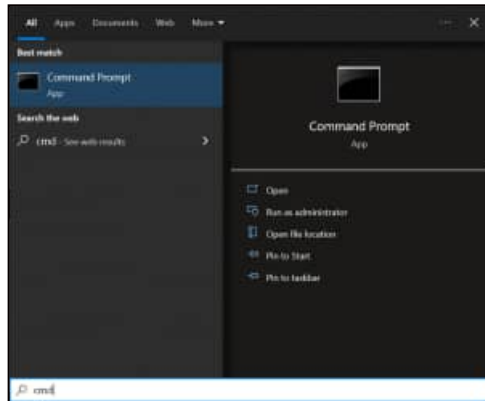 All Apps Documents Web More
Best match
Command Prompt
App
Search the web
cmd - See web results
Command Prompt
App
Open
Run as administrator
Open file location
Pin to Start
Pin to taskbar
cmd